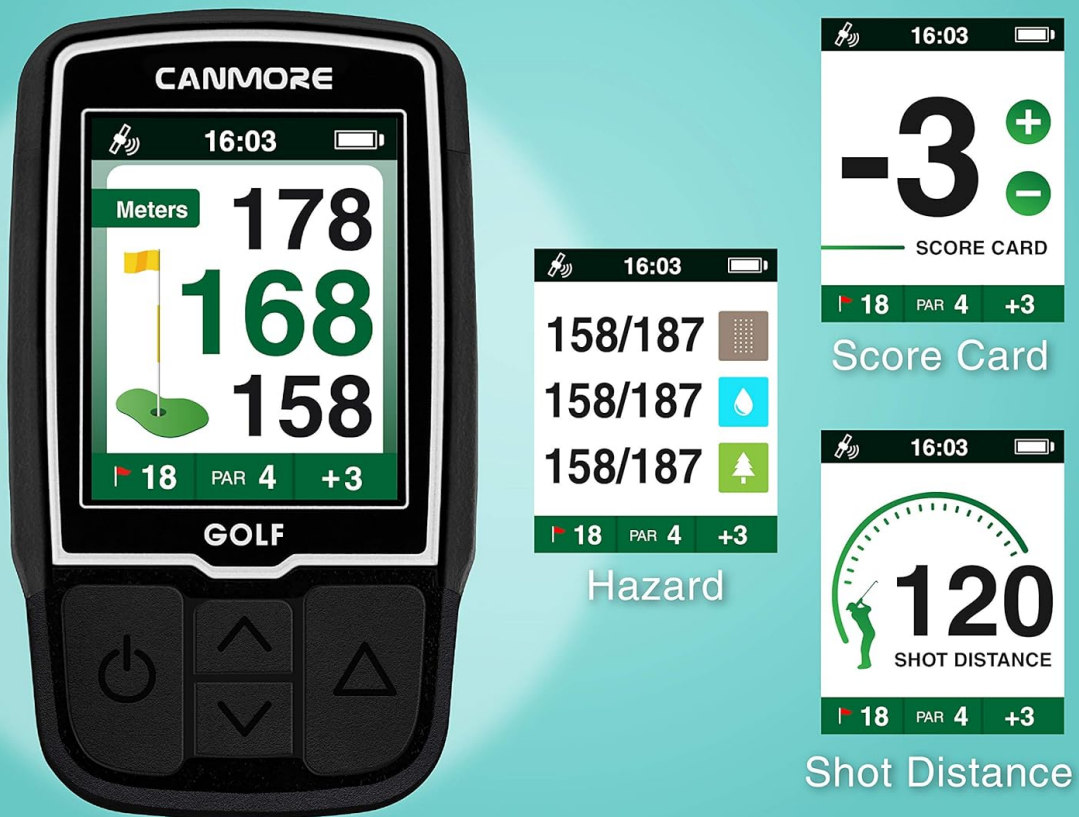 CANMORE
16:03
Meters
178
168
158
18 PAR 4 +3
GOLF
16:03
158/187
158/187
158/187
18 PAR 4 +3
Hazard
16:03
-3
SCORE CARD
18 PAR 4 +3
Score Card
16:03
120
SHOT DISTANCE
18 PAR 4 +3
Shot Distance